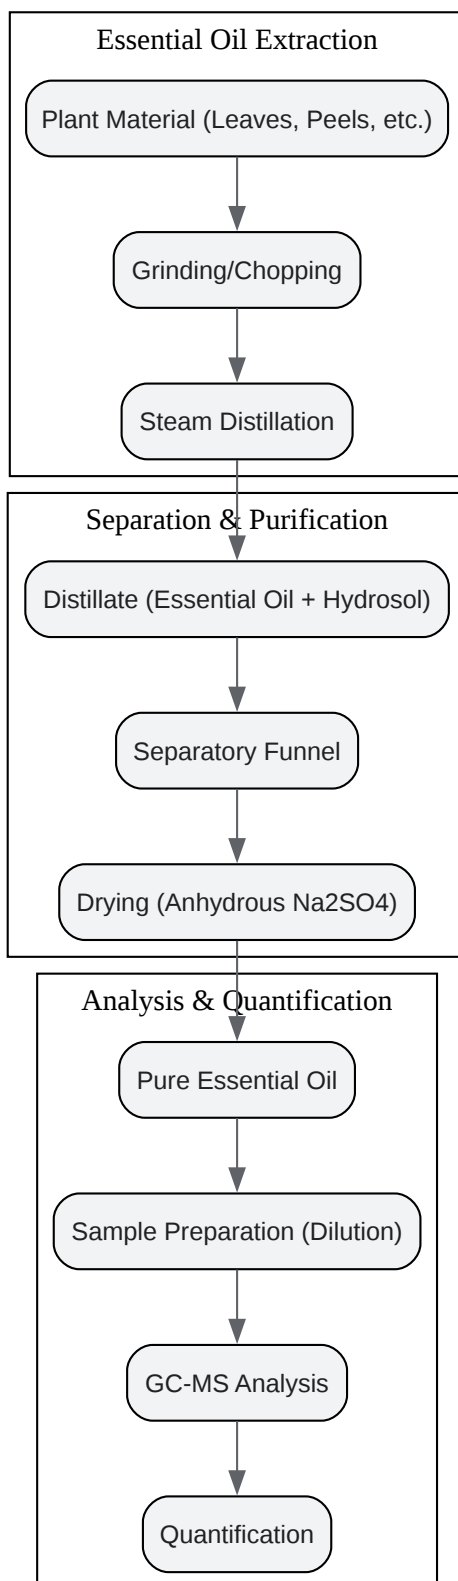 Essential Oil Extraction
Plant Material (Leaves, Peels, etc.)
Grinding/Chopping
Steam Distillation
Separation & Purification
Distillate (Essential Oil + Hydrosol)
Separatory Funnel
Drying (Anhydrous Na2SO4)
Analysis & Quantification
Pure Essential Oil
Sample Preparation (Dilution)
GC-MS Analysis
Quantification